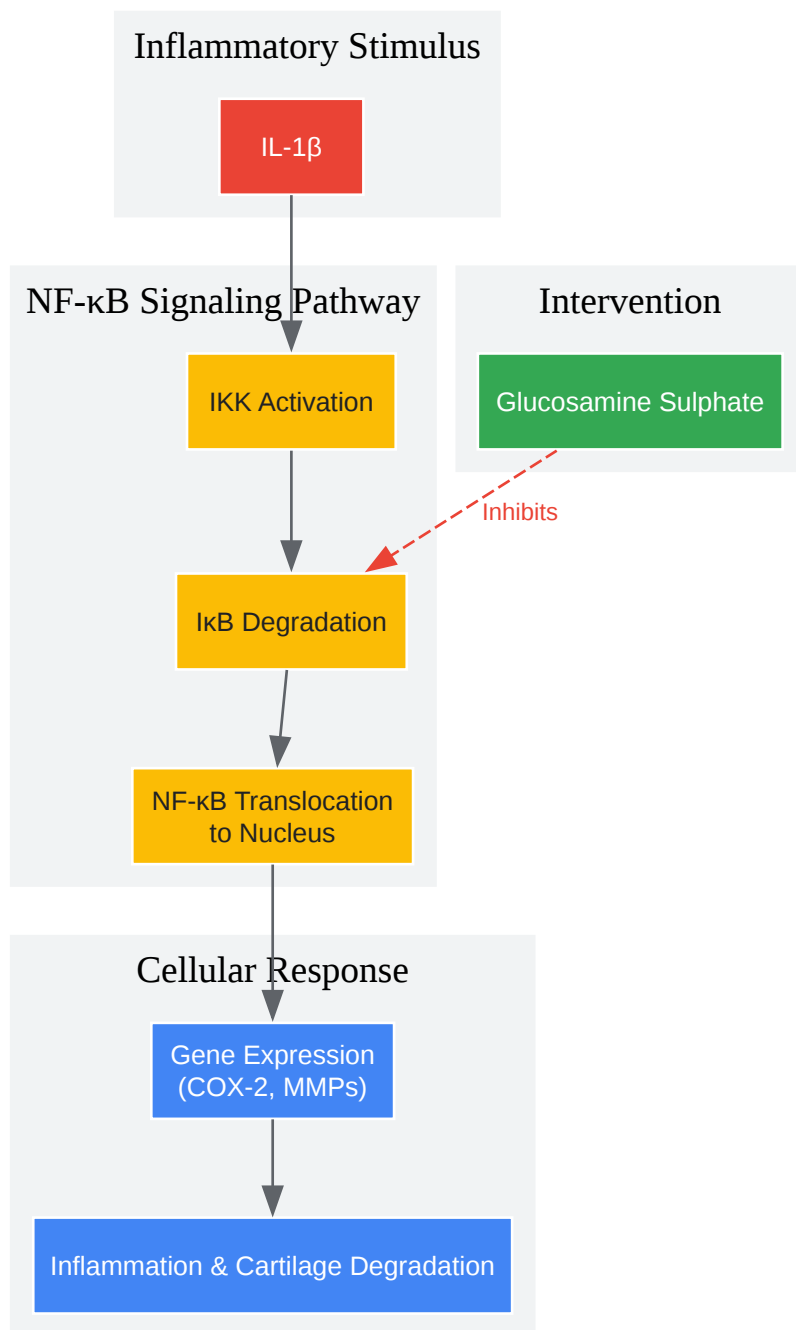 Inflammatory Stimulus
IL-1β
NF-κB Signaling Pathway
Intervention
IKK Activation
Glucosamine Sulphate
Inhibits
IκB Degradation
NF-κB Translocation
to Nucleus
Cellular Response
Gene Expression
(COX-2, MMPs)
Inflammation & Cartilage Degradation